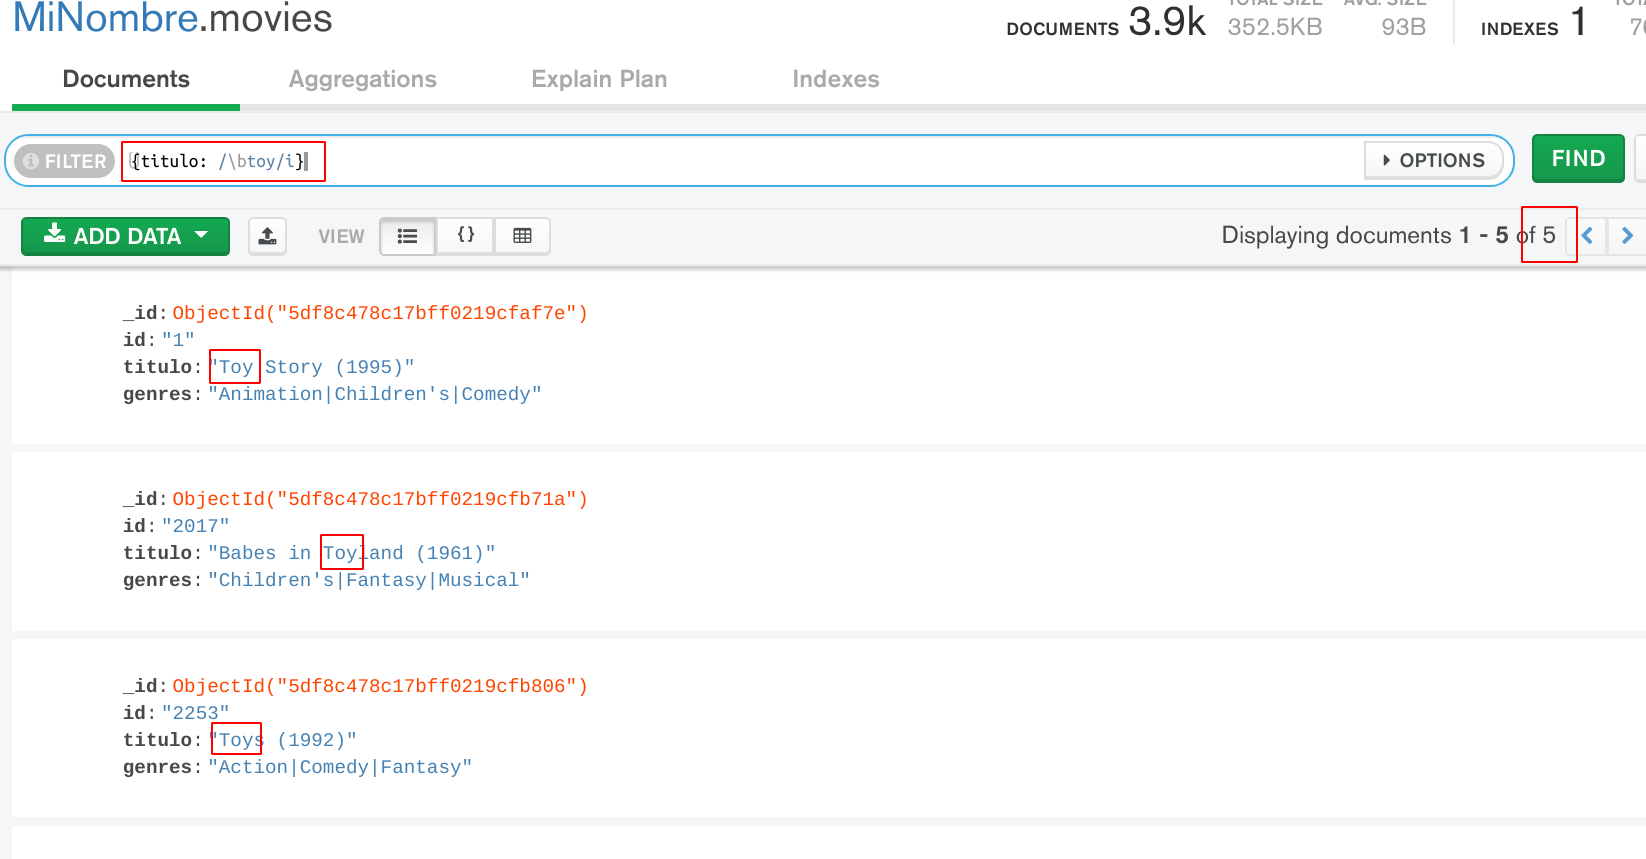 MiNombre.movies
DOCUMENTS 3.9k TOTAL SIZE 352.5KB AVG. SIZE 93B INDEXES 1
Documents Aggregations Explain Plan Indexes
FILTER {titulo: /\btoy/i} OPTIONS FIND
ADD DATA VIEW {} Displaying documents 1 - 5 of 5
_id: ObjectId("5df8c478c17bff0219cfaf7e")
id: "1"
titulo: "Toy Story (1995)"
genres: "Animation|Children's|Comedy"
_id: ObjectId("5df8c478c17bff0219cfb71a")
id: "2017"
titulo: "Babes in Toyland (1961)"
genres: "Children's|Fantasy|Musical"
_id: ObjectId("5df8c478c17bff0219cfb806")
id: "2253"
titulo: "Toys (1992)"
genres: "Action|Comedy|Fantasy"